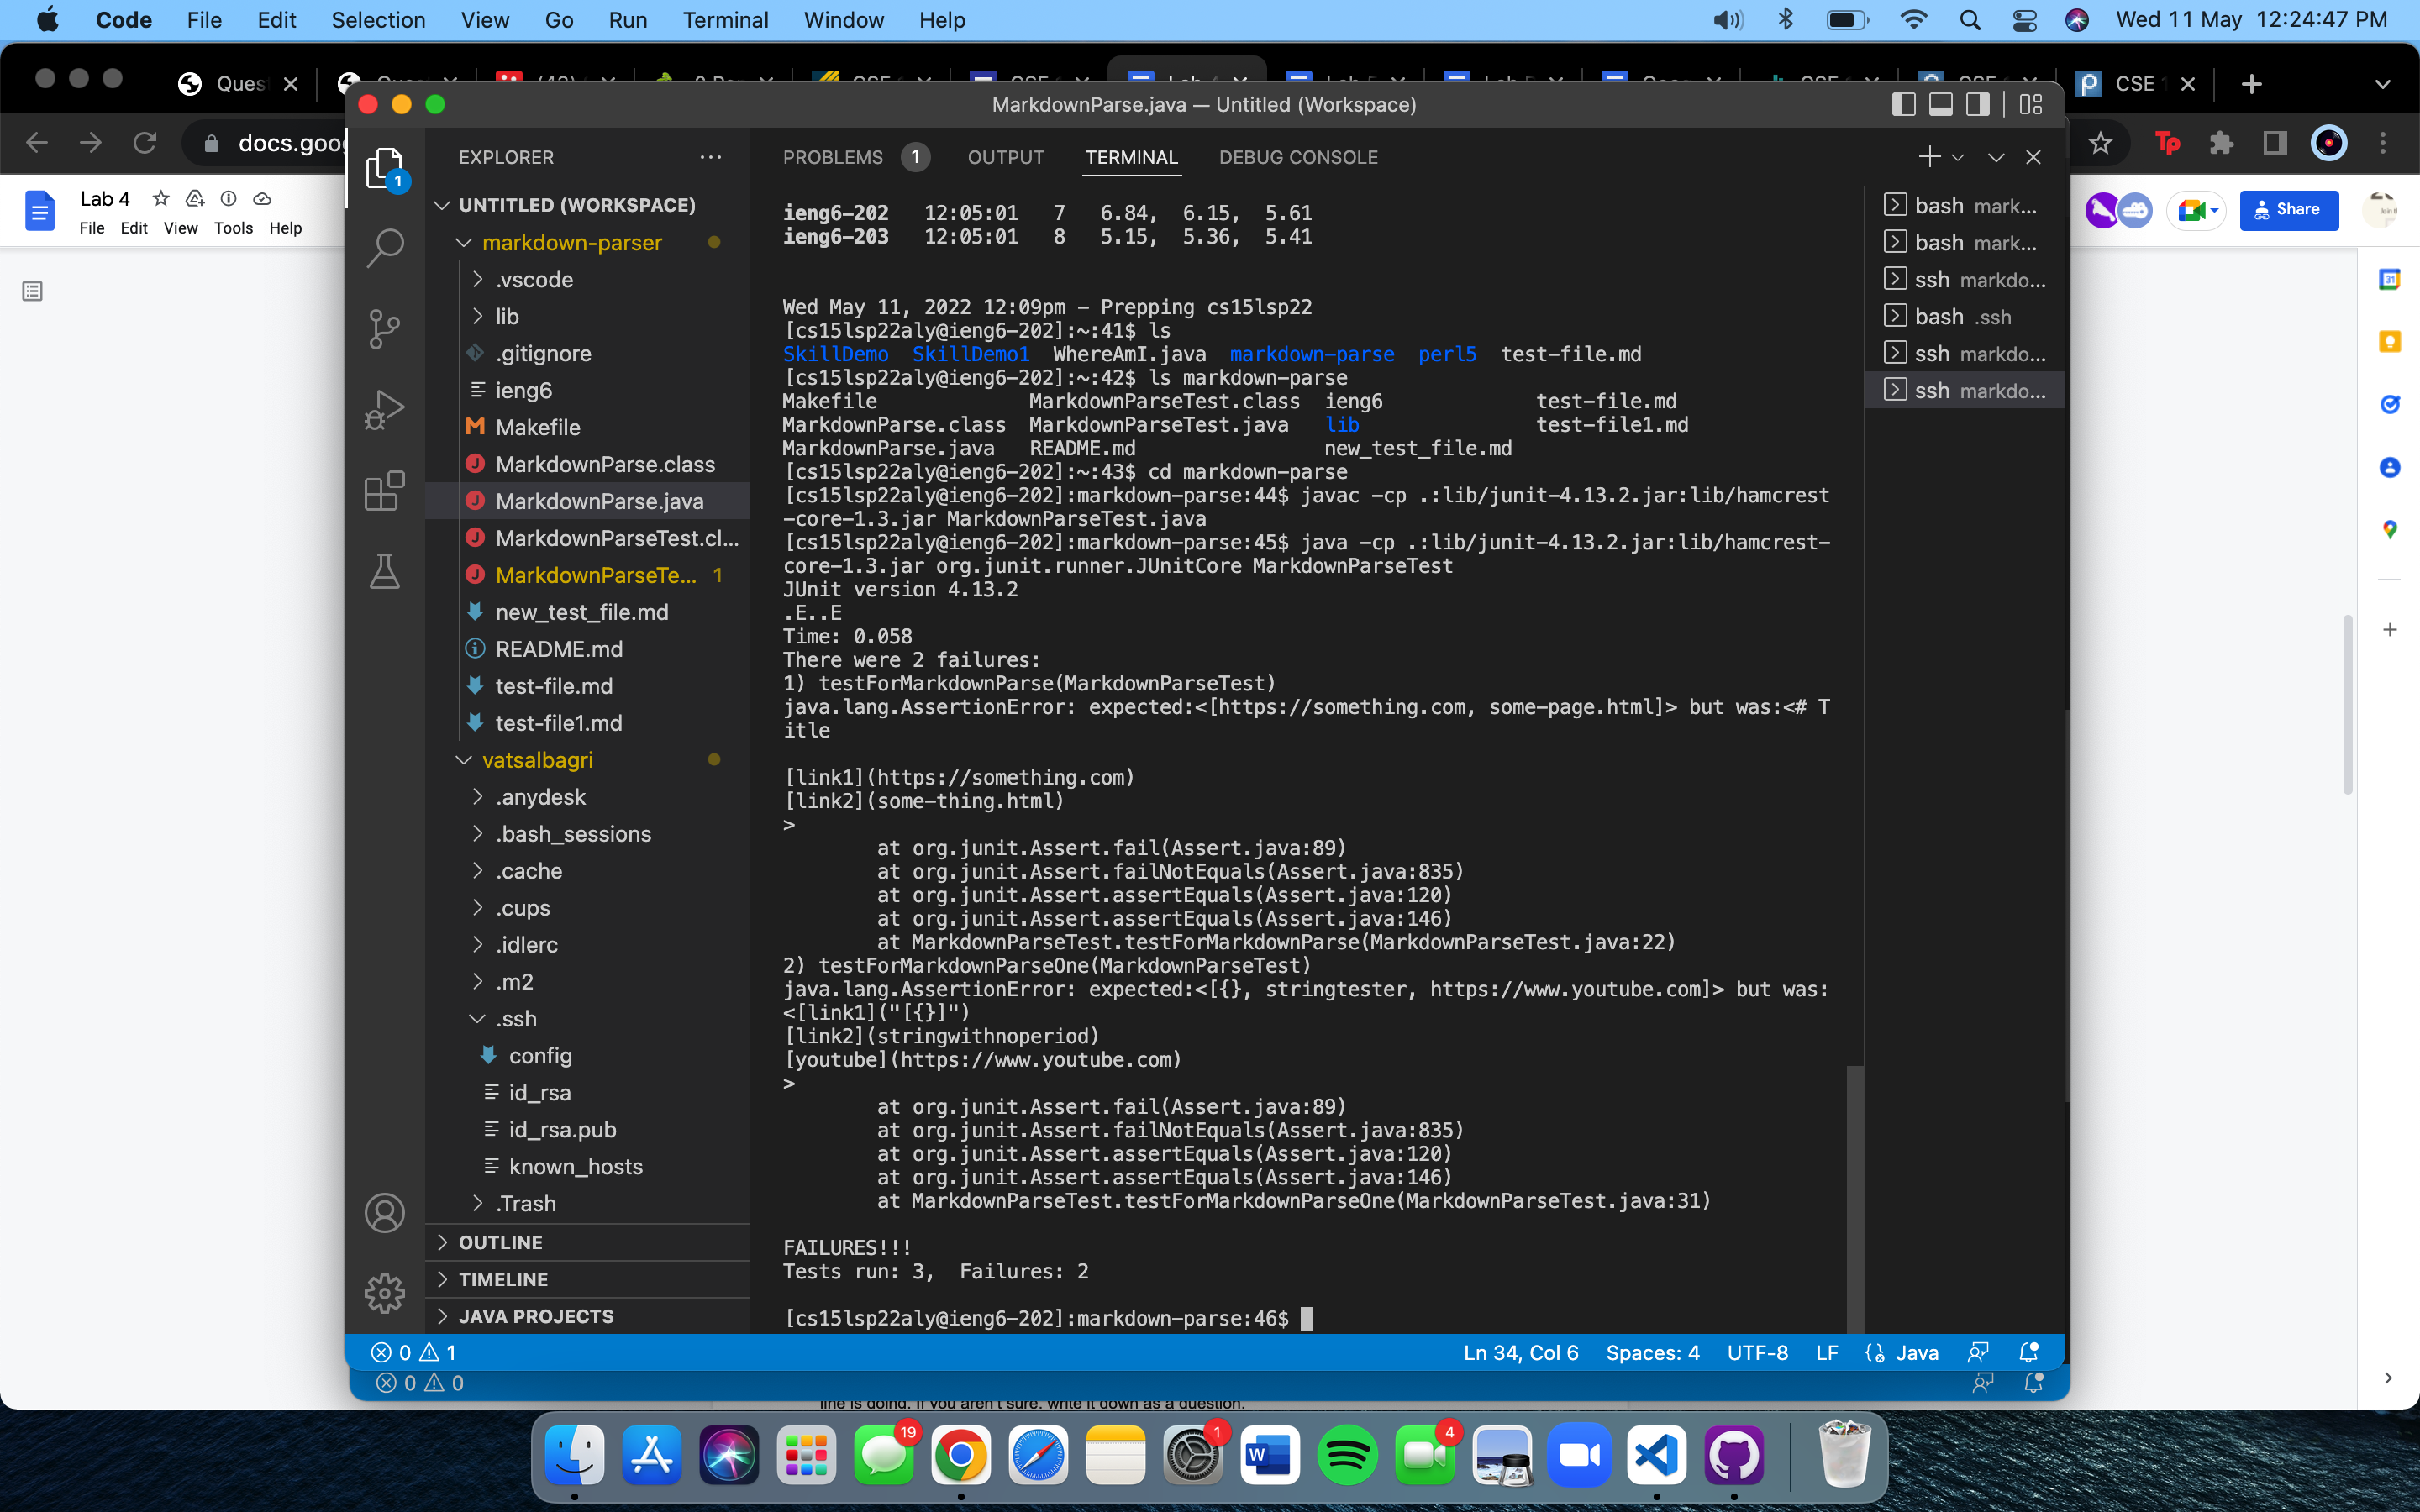 Code File Edit Selection View Go Run Terminal Window Help Wed 11 May 12:24:47 PM
Ques CSE
docs.goo
MarkdownParse.java — Untitled (Workspace)
Lab 4
File Edit View Tools Help
Share
EXPLORER
UNTITLED (WORKSPACE)
markdown-parser
.vscode
lib
.gitignore
ieng6
Makefile
MarkdownParse.class
MarkdownParse.java
MarkdownParseTest.cl...
MarkdownParseTe... 1
new_test_file.md
README.md
test-file.md
test-file1.md
vatsalbagri
.anydesk
.bash_sessions
.cache
.cups
.idlerc
.m2
.ssh
config
id_rsa
id_rsa.pub
known_hosts
.Trash
OUTLINE
TIMELINE
JAVA PROJECTS
PROBLEMS 1 OUTPUT TERMINAL DEBUG CONSOLE
ieng6-202 12:05:01 7 6.84, 6.15, 5.61
ieng6-203 12:05:01 8 5.15, 5.36, 5.41
Wed May 11, 2022 12:09pm - Prepping cs15lsp22
[cs15lsp22aly@ieng6-202]:~:41$ ls
SkillDemo SkillDemo1 WhereAmI.java markdown-parse perl5 test-file.md
[cs15lsp22aly@ieng6-202]:~:42$ ls markdown-parse
Makefile MarkdownParseTest.class ieng6 test-file.md
MarkdownParse.class MarkdownParseTest.java lib test-file1.md
MarkdownParse.java README.md new_test_file.md
[cs15lsp22aly@ieng6-202]:~:43$ cd markdown-parse
[cs15lsp22aly@ieng6-202]:markdown-parse:44$ javac -cp .:lib/junit-4.13.2.jar:lib/hamcrest
-core-1.3.jar MarkdownParseTest.java
[cs15lsp22aly@ieng6-202]:markdown-parse:45$ java -cp .:lib/junit-4.13.2.jar:lib/hamcrest-
core-1.3.jar org.junit.runner.JUnitCore MarkdownParseTest
JUnit version 4.13.2
.E..E
Time: 0.058
There were 2 failures:
1) testForMarkdownParse(MarkdownParseTest)
java.lang.AssertionError: expected:<[https://something.com, some-page.html]> but was:<# T
itle
[link1](https://something.com)
[link2](some-thing.html)
>
at org.junit.Assert.fail(Assert.java:89)
at org.junit.Assert.failNotEquals(Assert.java:835)
at org.junit.Assert.assertEquals(Assert.java:120)
at org.junit.Assert.assertEquals(Assert.java:146)
at MarkdownParseTest.testForMarkdownParse(MarkdownParseTest.java:22)
2) testForMarkdownParseOne(MarkdownParseTest)
java.lang.AssertionError: expected:<[{}, stringtester, https://www.youtube.com]> but was:
<[link1]("[{}]")
[link2](stringwithnoperiod)
[youtube](https://www.youtube.com)
>
at org.junit.Assert.fail(Assert.java:89)
at org.junit.Assert.failNotEquals(Assert.java:835)
at org.junit.Assert.assertEquals(Assert.java:120)
at org.junit.Assert.assertEquals(Assert.java:146)
at MarkdownParseTest.testForMarkdownParseOne(MarkdownParseTest.java:31)
FAILURES!!!
Tests run: 3, Failures: 2
[cs15lsp22aly@ieng6-202]:markdown-parse:46$
bash mark...
bash mark...
ssh markdo...
bash .ssh
ssh markdo...
ssh markdo...
0 1 Ln 34, Col 6 Spaces: 4 UTF-8 LF Java
0 0
line is doing. If you aren't sure, write it down as a question.
19 1 4